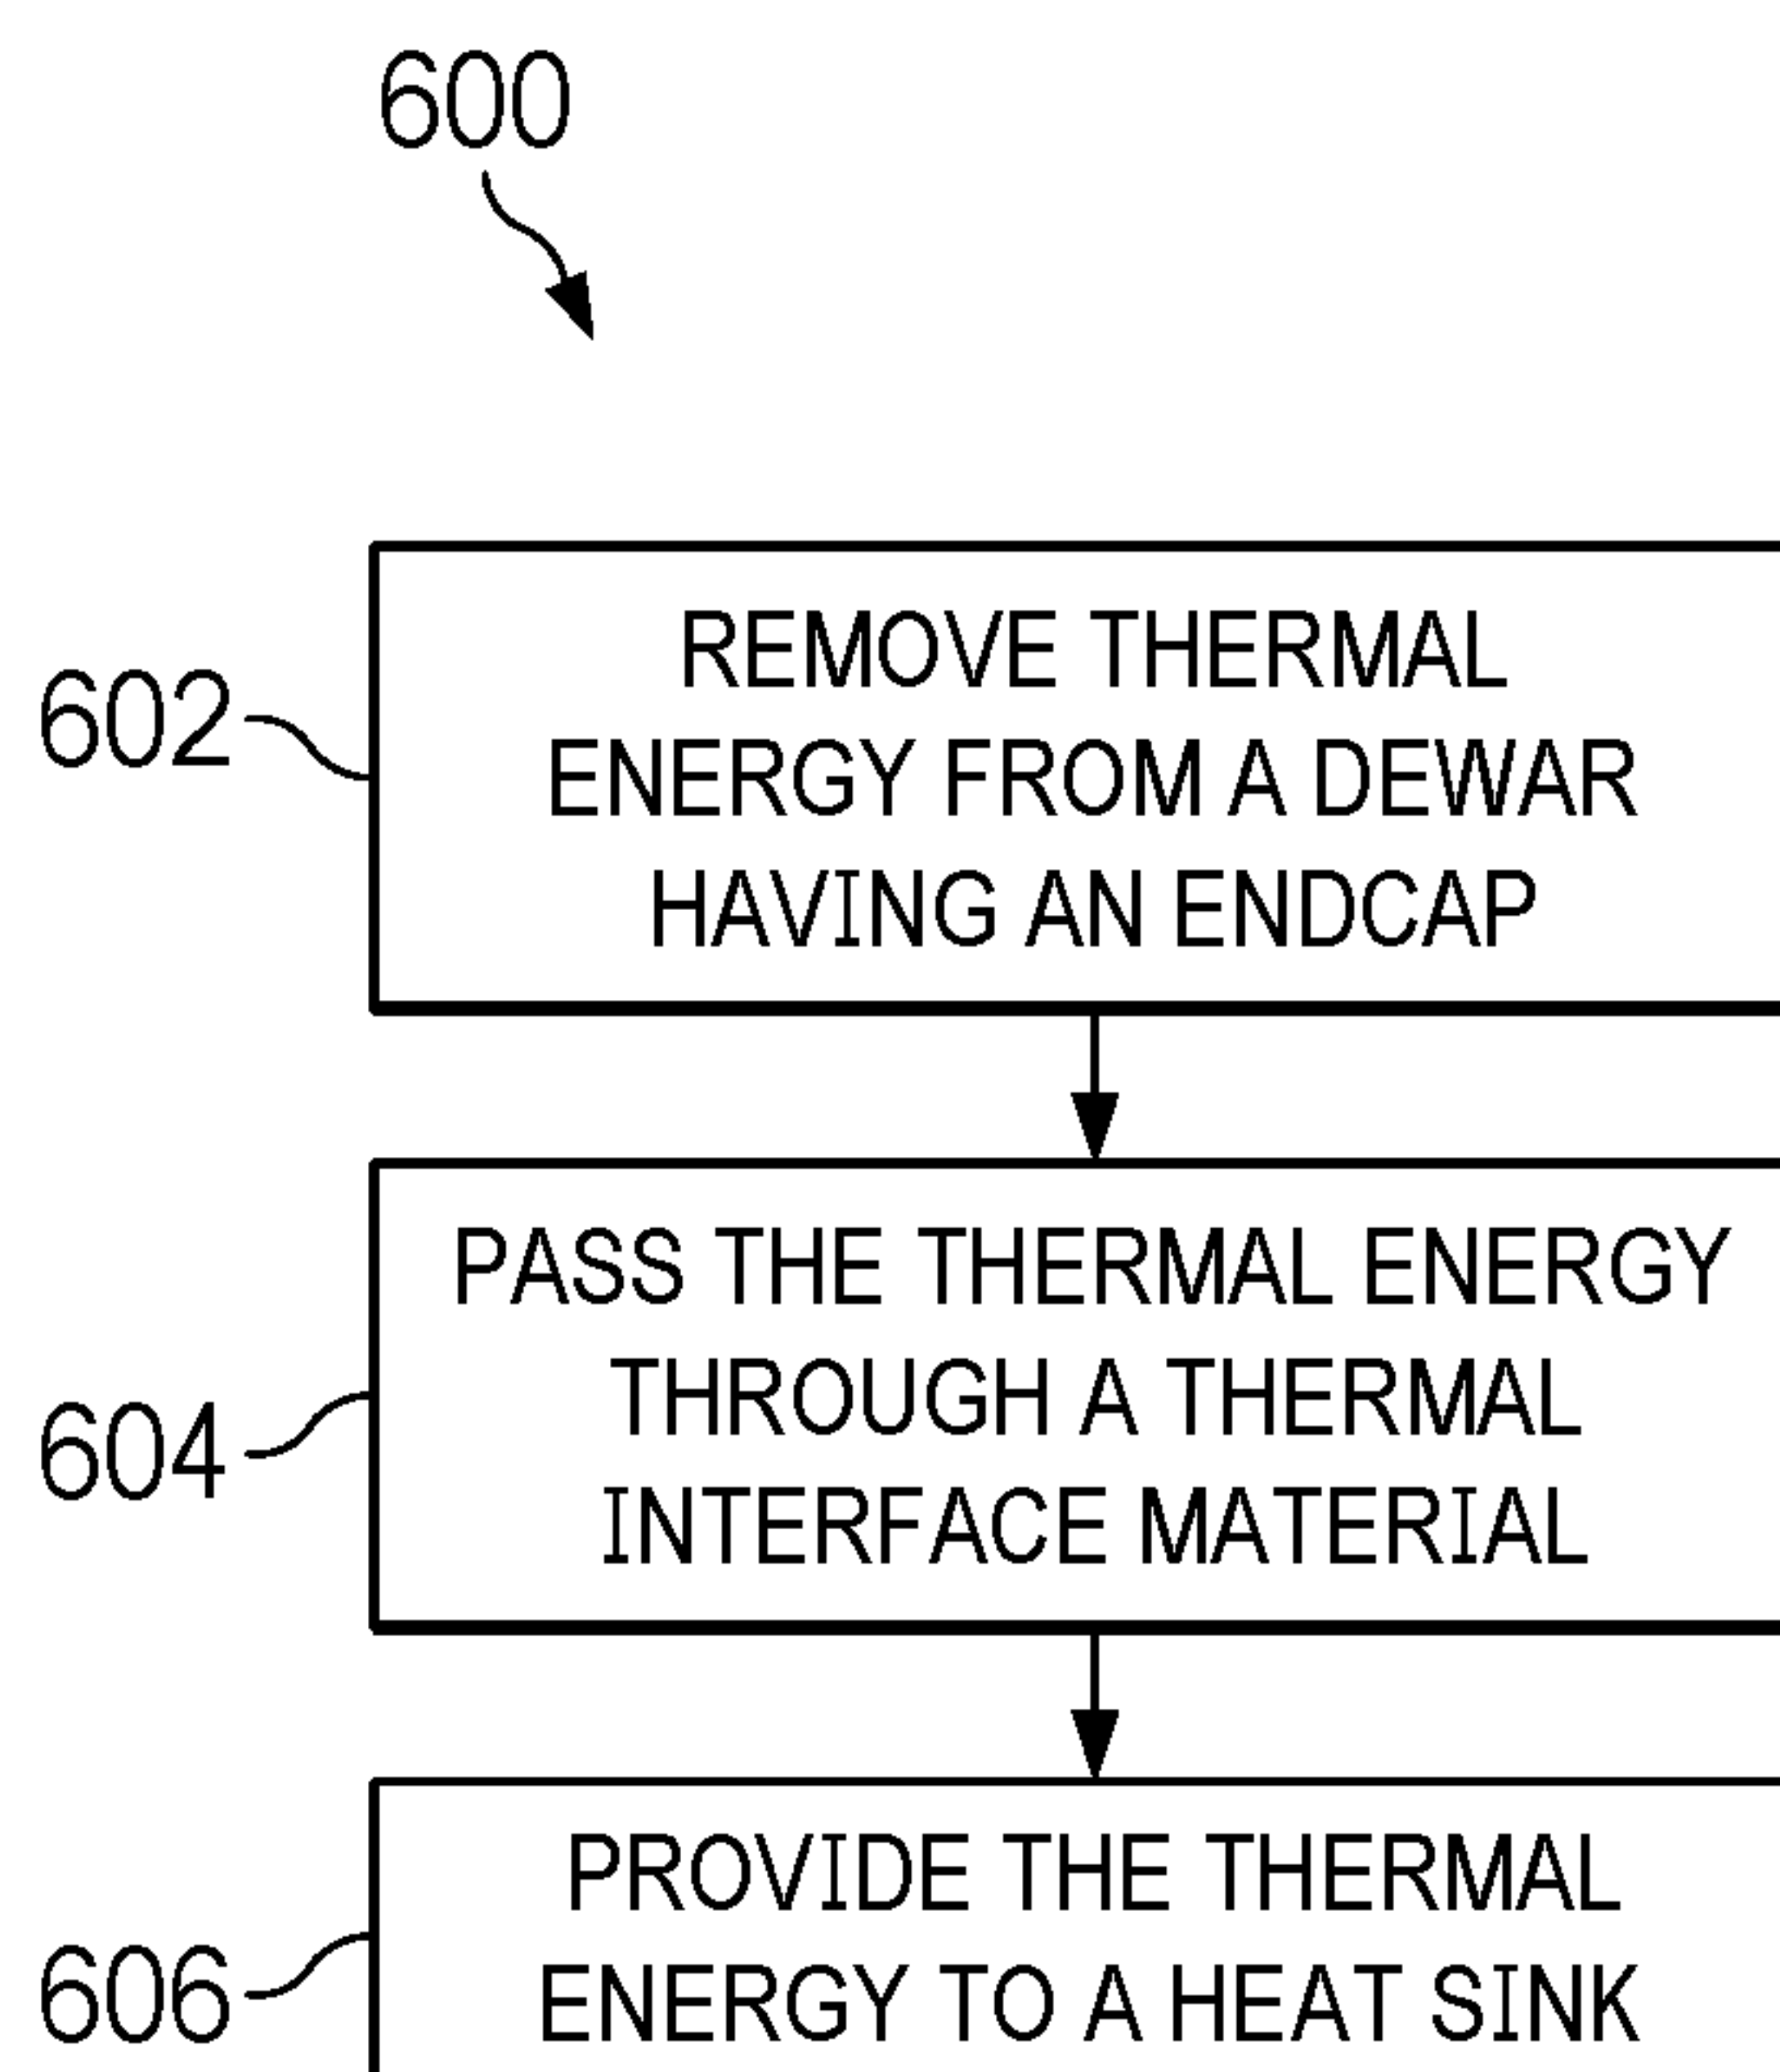 600
602
REMOVE THERMAL
ENERGY FROM A DEWAR
HAVING AN ENDCAP
604
PASS THE THERMAL ENERGY
THROUGH A THERMAL
INTERFACE MATERIAL
606
PROVIDE THE THERMAL
ENERGY TO A HEAT SINK